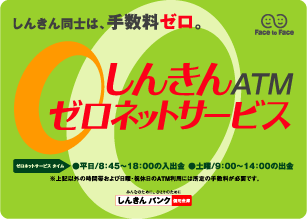 しんきん同士は、手数料ゼロ。
Face to Face
しんきんATM
ゼロネットサービス
ゼロネットサービス タイム ●平日/8:45〜18:00の入出金 ●土曜/9:00〜14:00の出金
※上記以外の時間帯および日曜・祝休日のATM利用には所定の手数料が必要です。
しんきんバンク 信用金庫